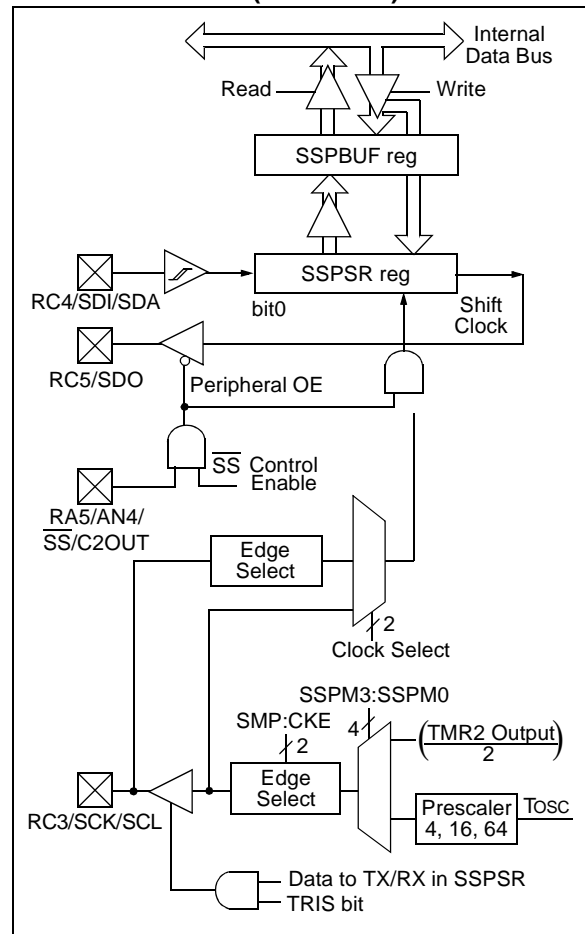 Internal
Data Bus
Read
Write
SSPBUF reg
SSPSR reg
RC4/SDI/SDA
bit0
Shift
Clock
RC5/SDO
Peripheral OE
SS Control
Enable
RA5/AN4/
SS/C2OUT
Edge
Select
2
Clock Select
SSPM3:SSPM0
SMP:CKE
4
TMR2 Output
2
2
Edge
Select
Prescaler
4, 16, 64
TOSC
RC3/SCK/SCL
Data to TX/RX in SSPSR
TRIS bit